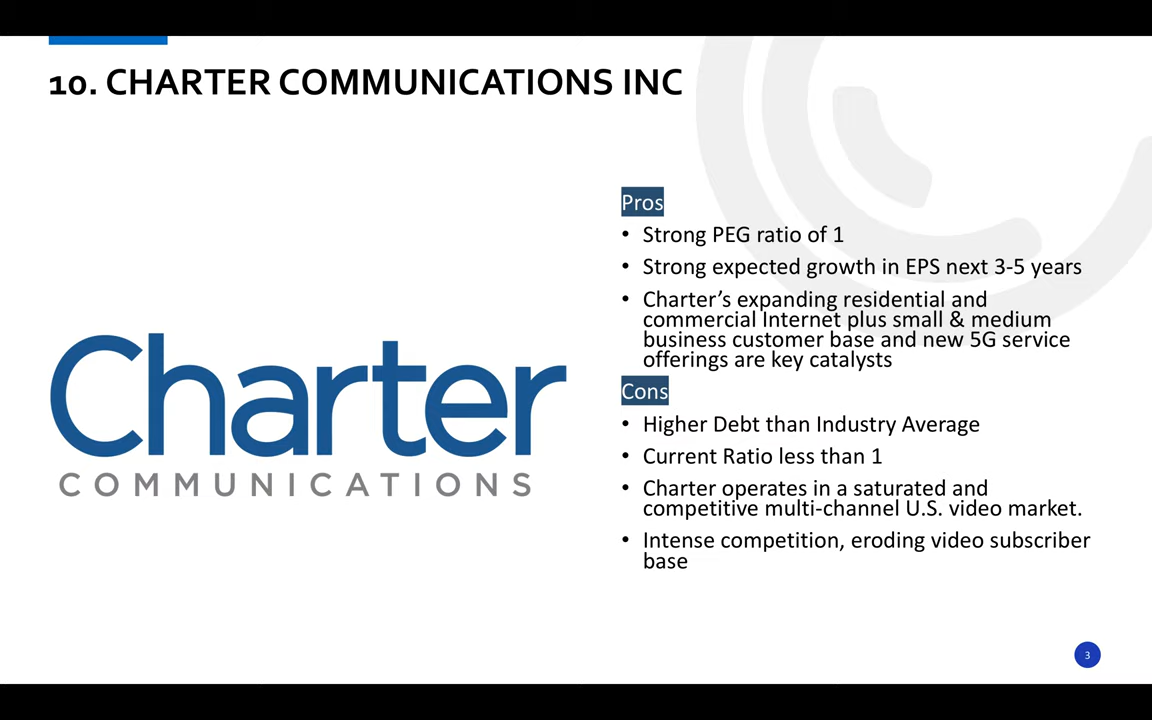 10. CHARTER COMMUNICATIONS INC
Pros
• Strong PEG ratio of 1
• Strong expected growth in EPS next 3-5 years
• Charter’s expanding residential and
commercial Internet plus small & medium
business customer base and new 5G service
offerings are key catalysts
Cons
• Higher Debt than Industry Average
• Current Ratio less than 1
• Charter operates in a saturated and
competitive multi-channel U.S. video market.
• Intense competition, eroding video subscriber
base
Charter
COMMUNICATIONS
3